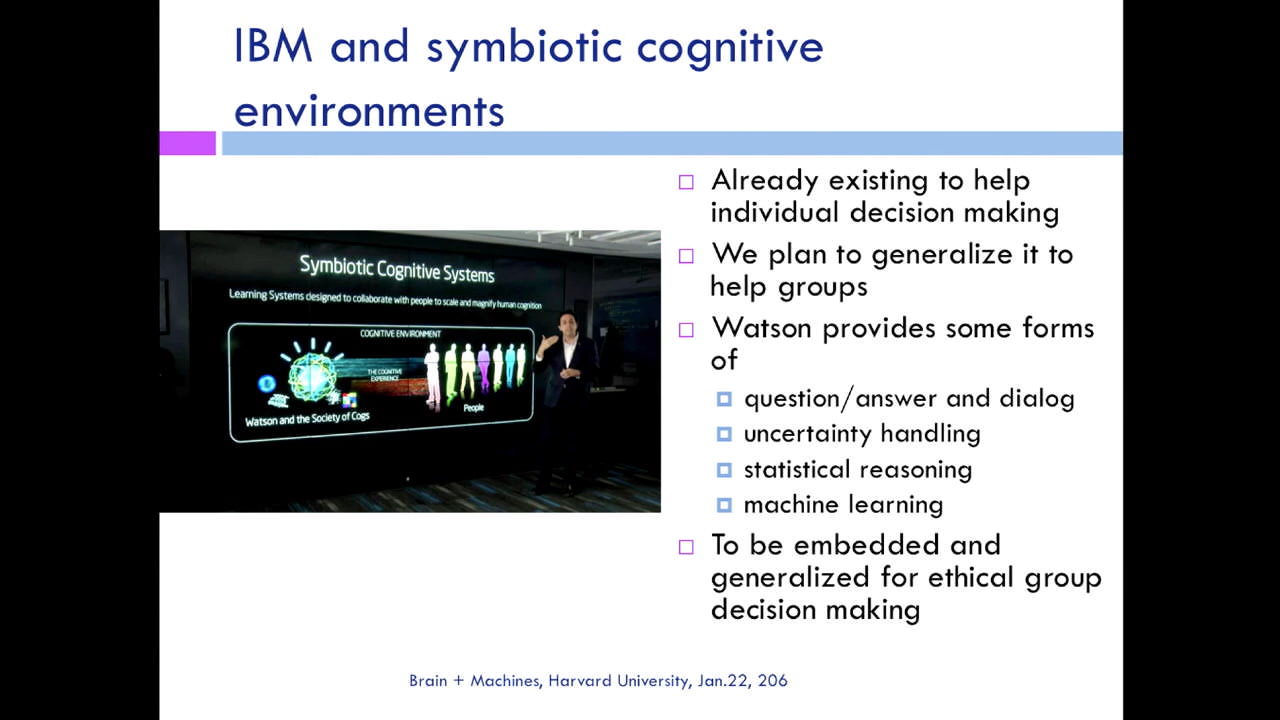 IBM and symbiotic cognitive
environments
Symbiotic Cognitive Systems
Learning Systems designed to collaborate with people to scale and magnify human cognition
COGNITIVE ENVIRONMENT
THE COGNITIVE
EXPERIENCE
Watson and the Society of Cogs
People
Already existing to help
individual decision making
We plan to generalize it to
help groups
Watson provides some forms
of
question/answer and dialog
uncertainty handling
statistical reasoning
machine learning
To be embedded and
generalized for ethical group
decision making
Brain + Machines, Harvard University, Jan.22, 206